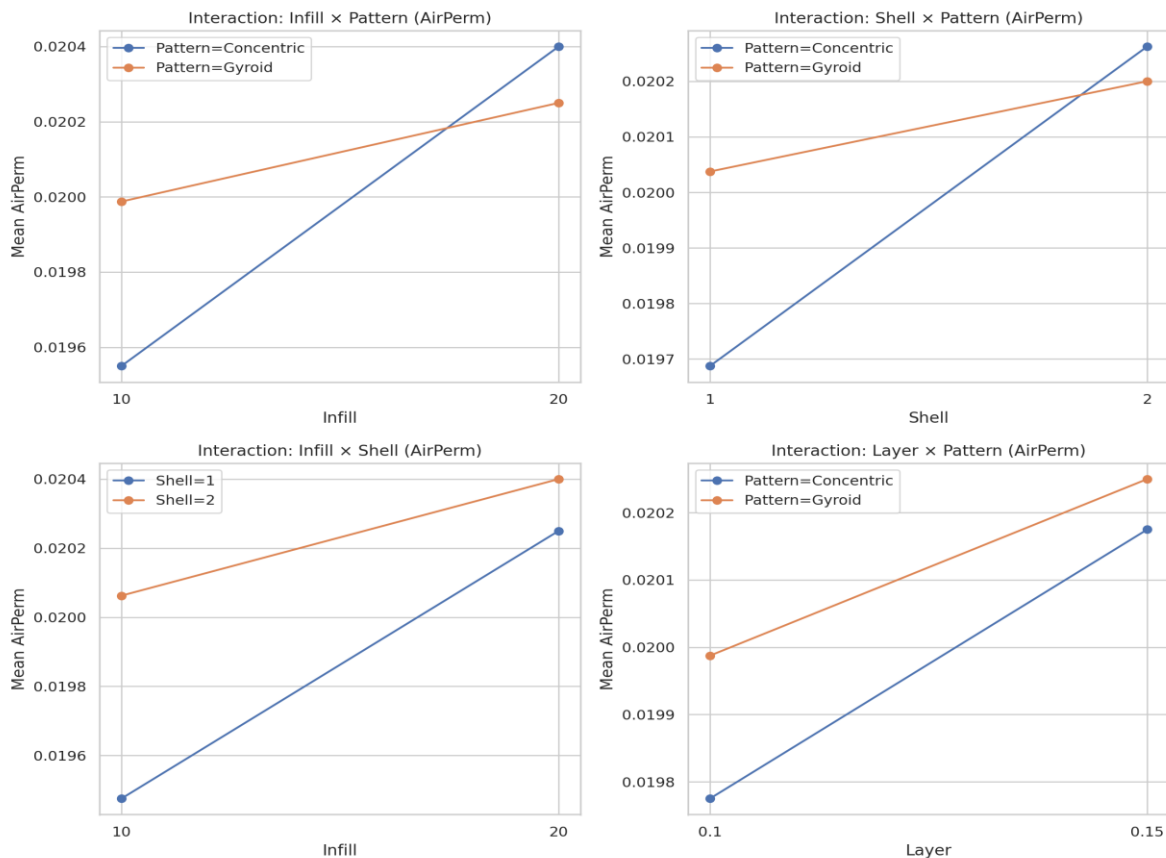 Interaction: Infill × Pattern (AirPerm)
Pattern=Concentric
Pattern=Gyroid
0.0204
0.0202
0.0200
0.0198
0.0196
Mean AirPerm
10
20
Infill
Interaction: Shell × Pattern (AirPerm)
Pattern=Concentric
Pattern=Gyroid
0.0202
0.0201
0.0200
0.0199
0.0198
0.0197
Mean AirPerm
1
2
Shell
Interaction: Infill × Shell (AirPerm)
Shell=1
Shell=2
0.0204
0.0202
0.0200
0.0198
0.0196
Mean AirPerm
10
20
Infill
Interaction: Layer × Pattern (AirPerm)
Pattern=Concentric
Pattern=Gyroid
0.0202
0.0201
0.0200
0.0199
0.0198
Mean AirPerm
0.1
0.15
Layer